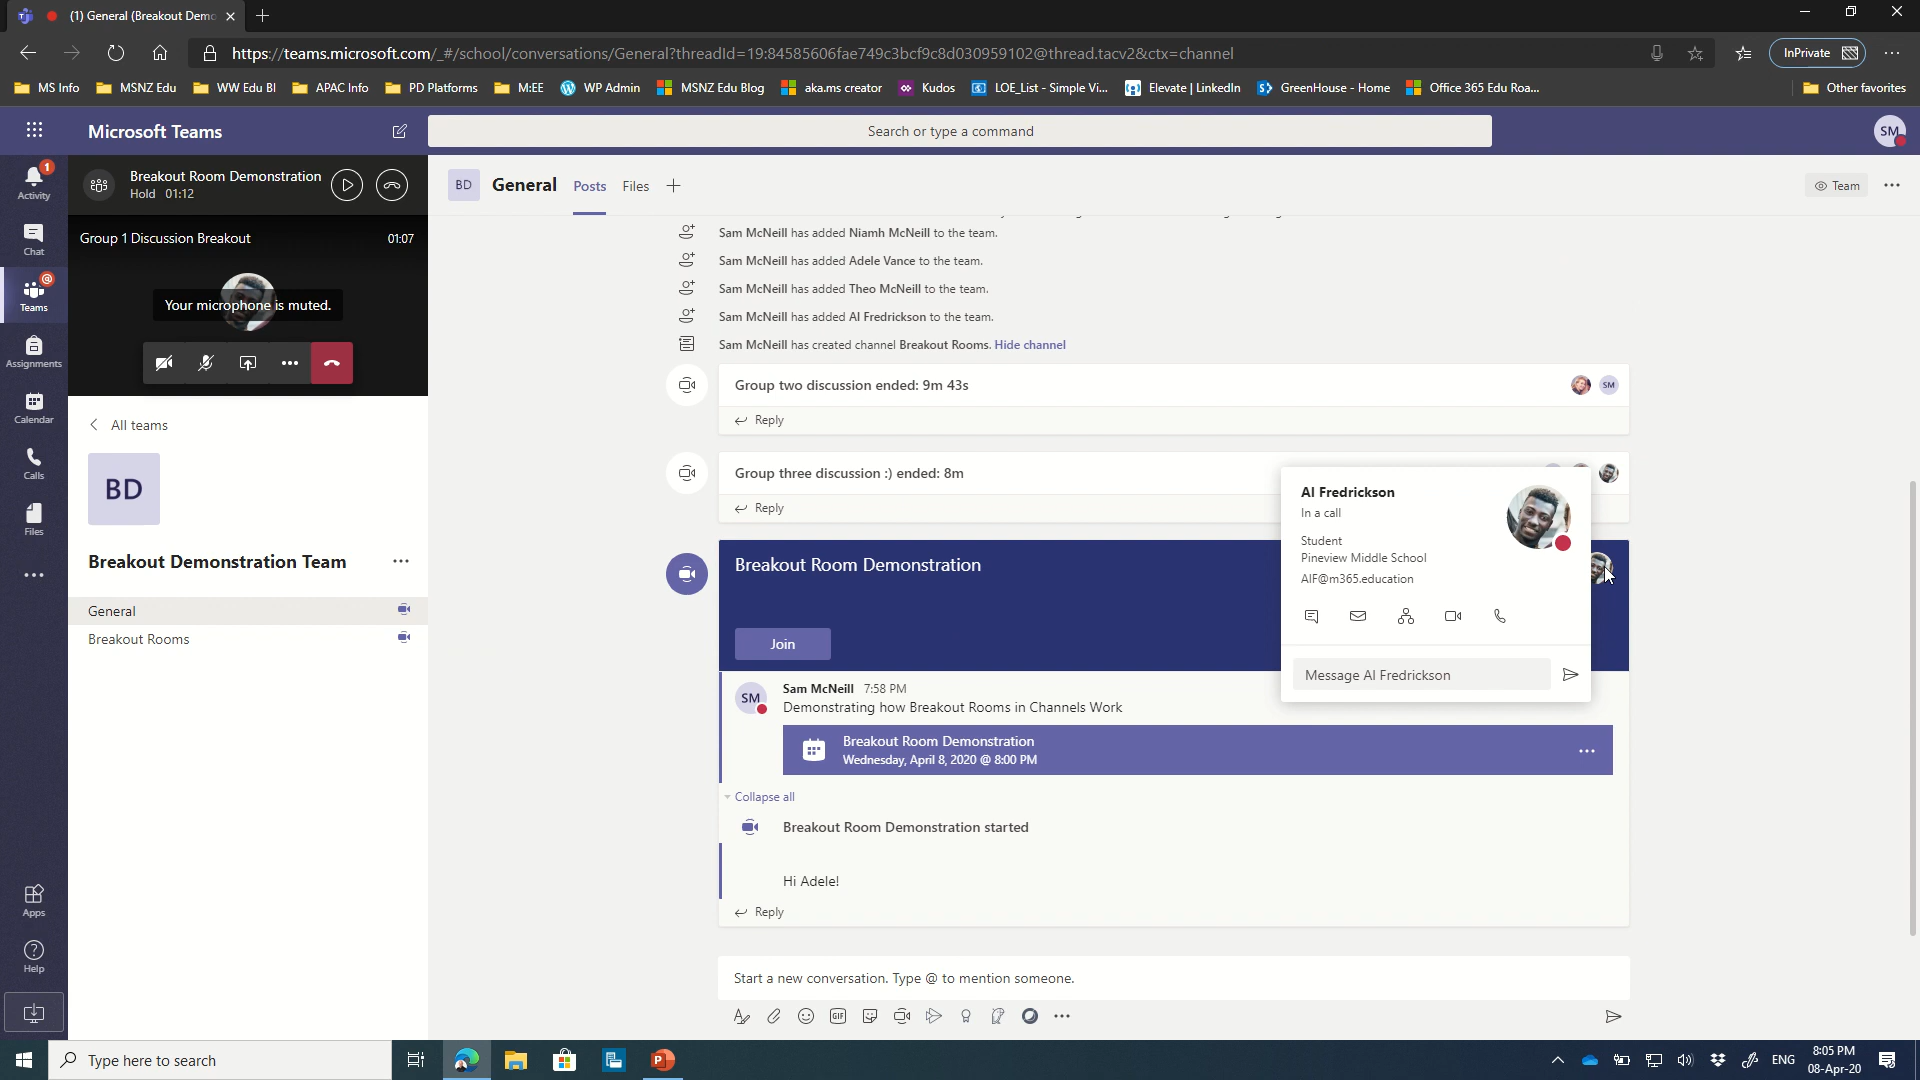 (1) General (Breakout Demo
https://teams.microsoft.com/_#/school/conversations/General?threadId=19:84585606fae749c3bcf9c8d030959102@thread.tacv2&ctx=channel
InPrivate
MS Info
MSNZ Edu
WW Edu BI
APAC Info
PD Platforms
M:EE
WP Admin
MSNZ Edu Blog
aka.ms creator
Kudos
LOE_List - Simple Vi...
Elevate | LinkedIn
GreenHouse - Home
Office 365 Edu Roa...
Other favorites
Microsoft Teams
Search or type a command
SM
1
Activity
Chat
@
Teams
Assignments
Calendar
Calls
Files
Apps
Help
Breakout Room Demonstration
Hold 01:12
Group 1 Discussion Breakout
01:07
Your microphone is muted.
All teams
BD
Breakout Demonstration Team
General
Breakout Rooms
BD
General
Posts
Files
Team
Sam McNeill has added Niamh McNeill to the team.
Sam McNeill has added Adele Vance to the team.
Sam McNeill has added Theo McNeill to the team.
Sam McNeill has added Al Fredrickson to the team.
Sam McNeill has created channel Breakout Rooms. Hide channel
Group two discussion ended: 9m 43s
SM
Reply
Group three discussion :) ended: 8m
Reply
Al Fredrickson
In a call
Student
Pineview Middle School
AlF@m365.education
Message Al Fredrickson
Breakout Room Demonstration
Join
SM
Sam McNeill 7:58 PM
Demonstrating how Breakout Rooms in Channels Work
Breakout Room Demonstration
Wednesday, April 8, 2020 @ 8:00 PM
Collapse all
Breakout Room Demonstration started
Hi Adele!
Reply
Start a new conversation. Type @ to mention someone.
GIF
Type here to search
ENG
8:05 PM
08-Apr-20